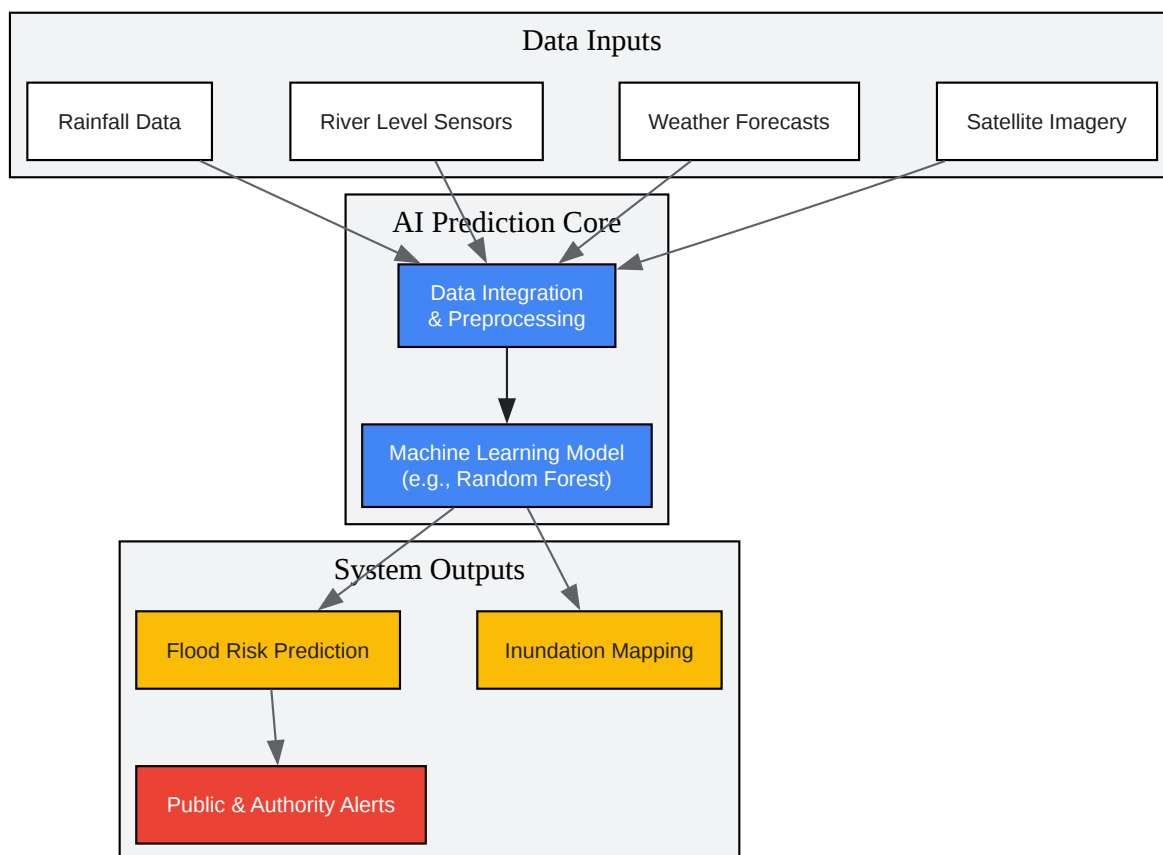 Data Inputs
Rainfall Data
River Level Sensors
Weather Forecasts
Satellite Imagery
AI Prediction Core
Data Integration
& Preprocessing
Machine Learning Model
(e.g., Random Forest)
System Outputs
Flood Risk Prediction
Inundation Mapping
Public & Authority Alerts